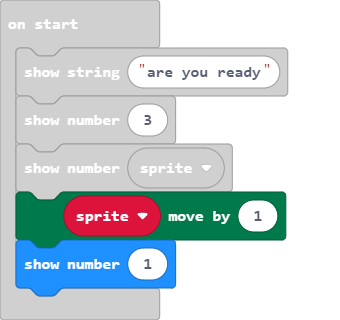 on start
show string "are you ready"
show number 3
show number sprite
sprite move by 1
show number 1